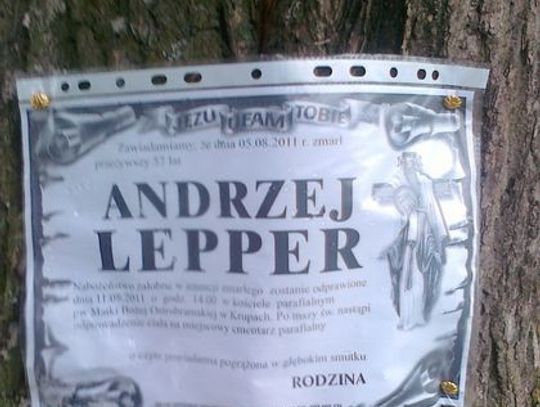 JEZU UFAM TOBIE
Zawiadamiamy, że dnia 05.08.2011 r. zmarł
przeżywszy 57 lat
ANDRZEJ
LEPPER
Nabożeństwo żałobne w intencji zmarłego zostanie odprawione
dnia 11.08.2011 o godz. 14.00 w kościele parafialnym
pw Matki Bożej Ostrobramskiej w Krupach. Po mszy św. nastąpi
odprowadzenie ciała na miejscowy cmentarz parafialny
o czym powiadamia pogrążona w głębokim smutku
RODZINA